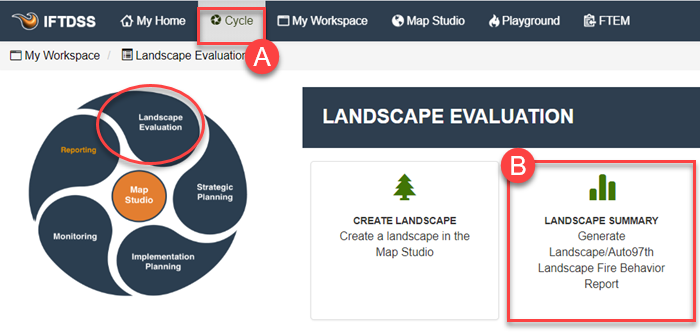 IFTDSS My Home Cycle My Workspace Map Studio Playground FTEM
A
My Workspace / Landscape Evaluation
Landscape
Evaluation
Reporting
Map
Studio
Strategic
Planning
Monitoring
Implementation
Planning
LANDSCAPE EVALUATION
B
CREATE LANDSCAPE
Create a landscape in the
Map Studio
LANDSCAPE SUMMARY
Generate
Landscape/Auto97th
Landscape Fire Behavior
Report